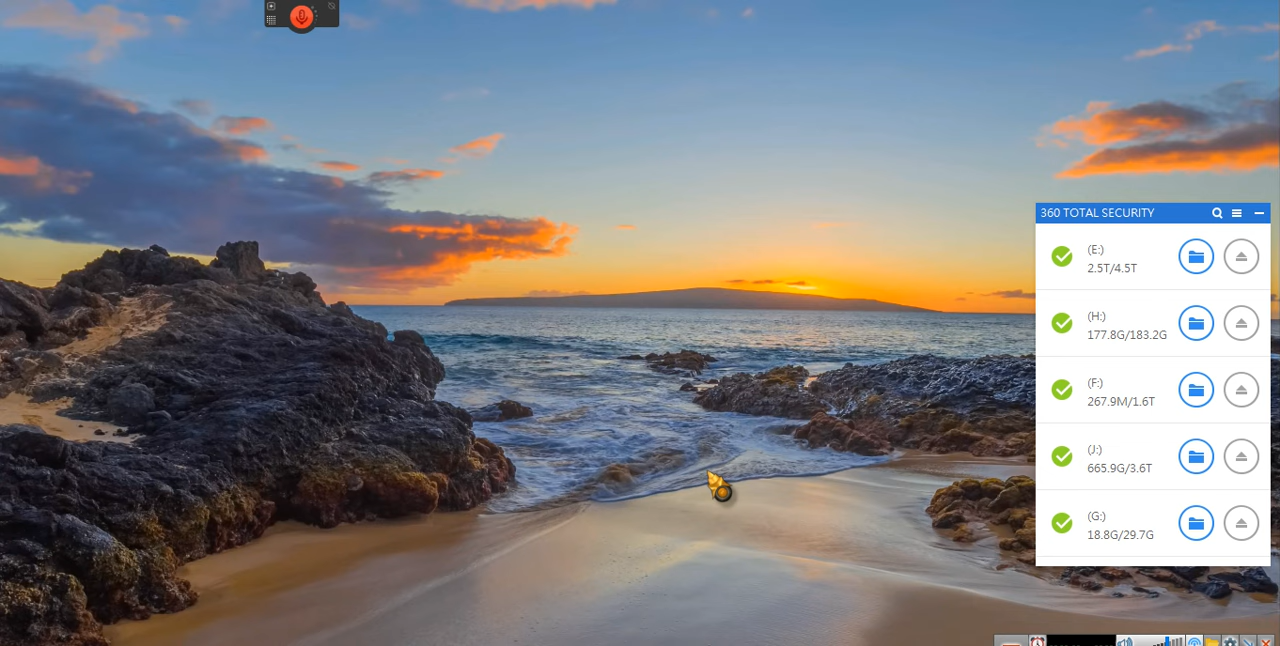 360 TOTAL SECURITY
(E:)
2.5T/4.5T
(H:)
177.8G/183.2G
(F:)
267.9M/1.6T
(J:)
665.9G/3.6T
(G:)
18.8G/29.7G